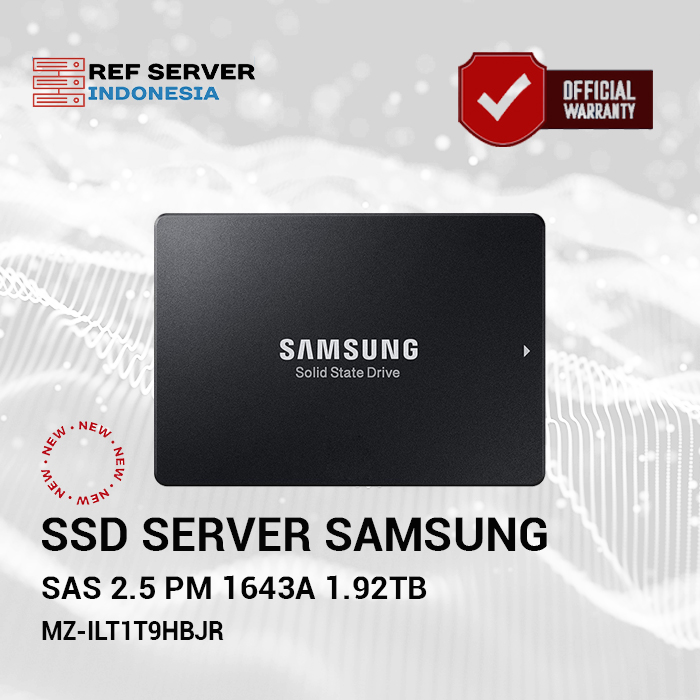 REF SERVER
INDONESIA
OFFICIAL
WARRANTY
SAMSUNG
Solid State Drive
NEW • NEW • NEW • NEW • NEW •
SSD SERVER SAMSUNG
SAS 2.5 PM 1643A 1.92TB
MZ-ILT1T9HBJR